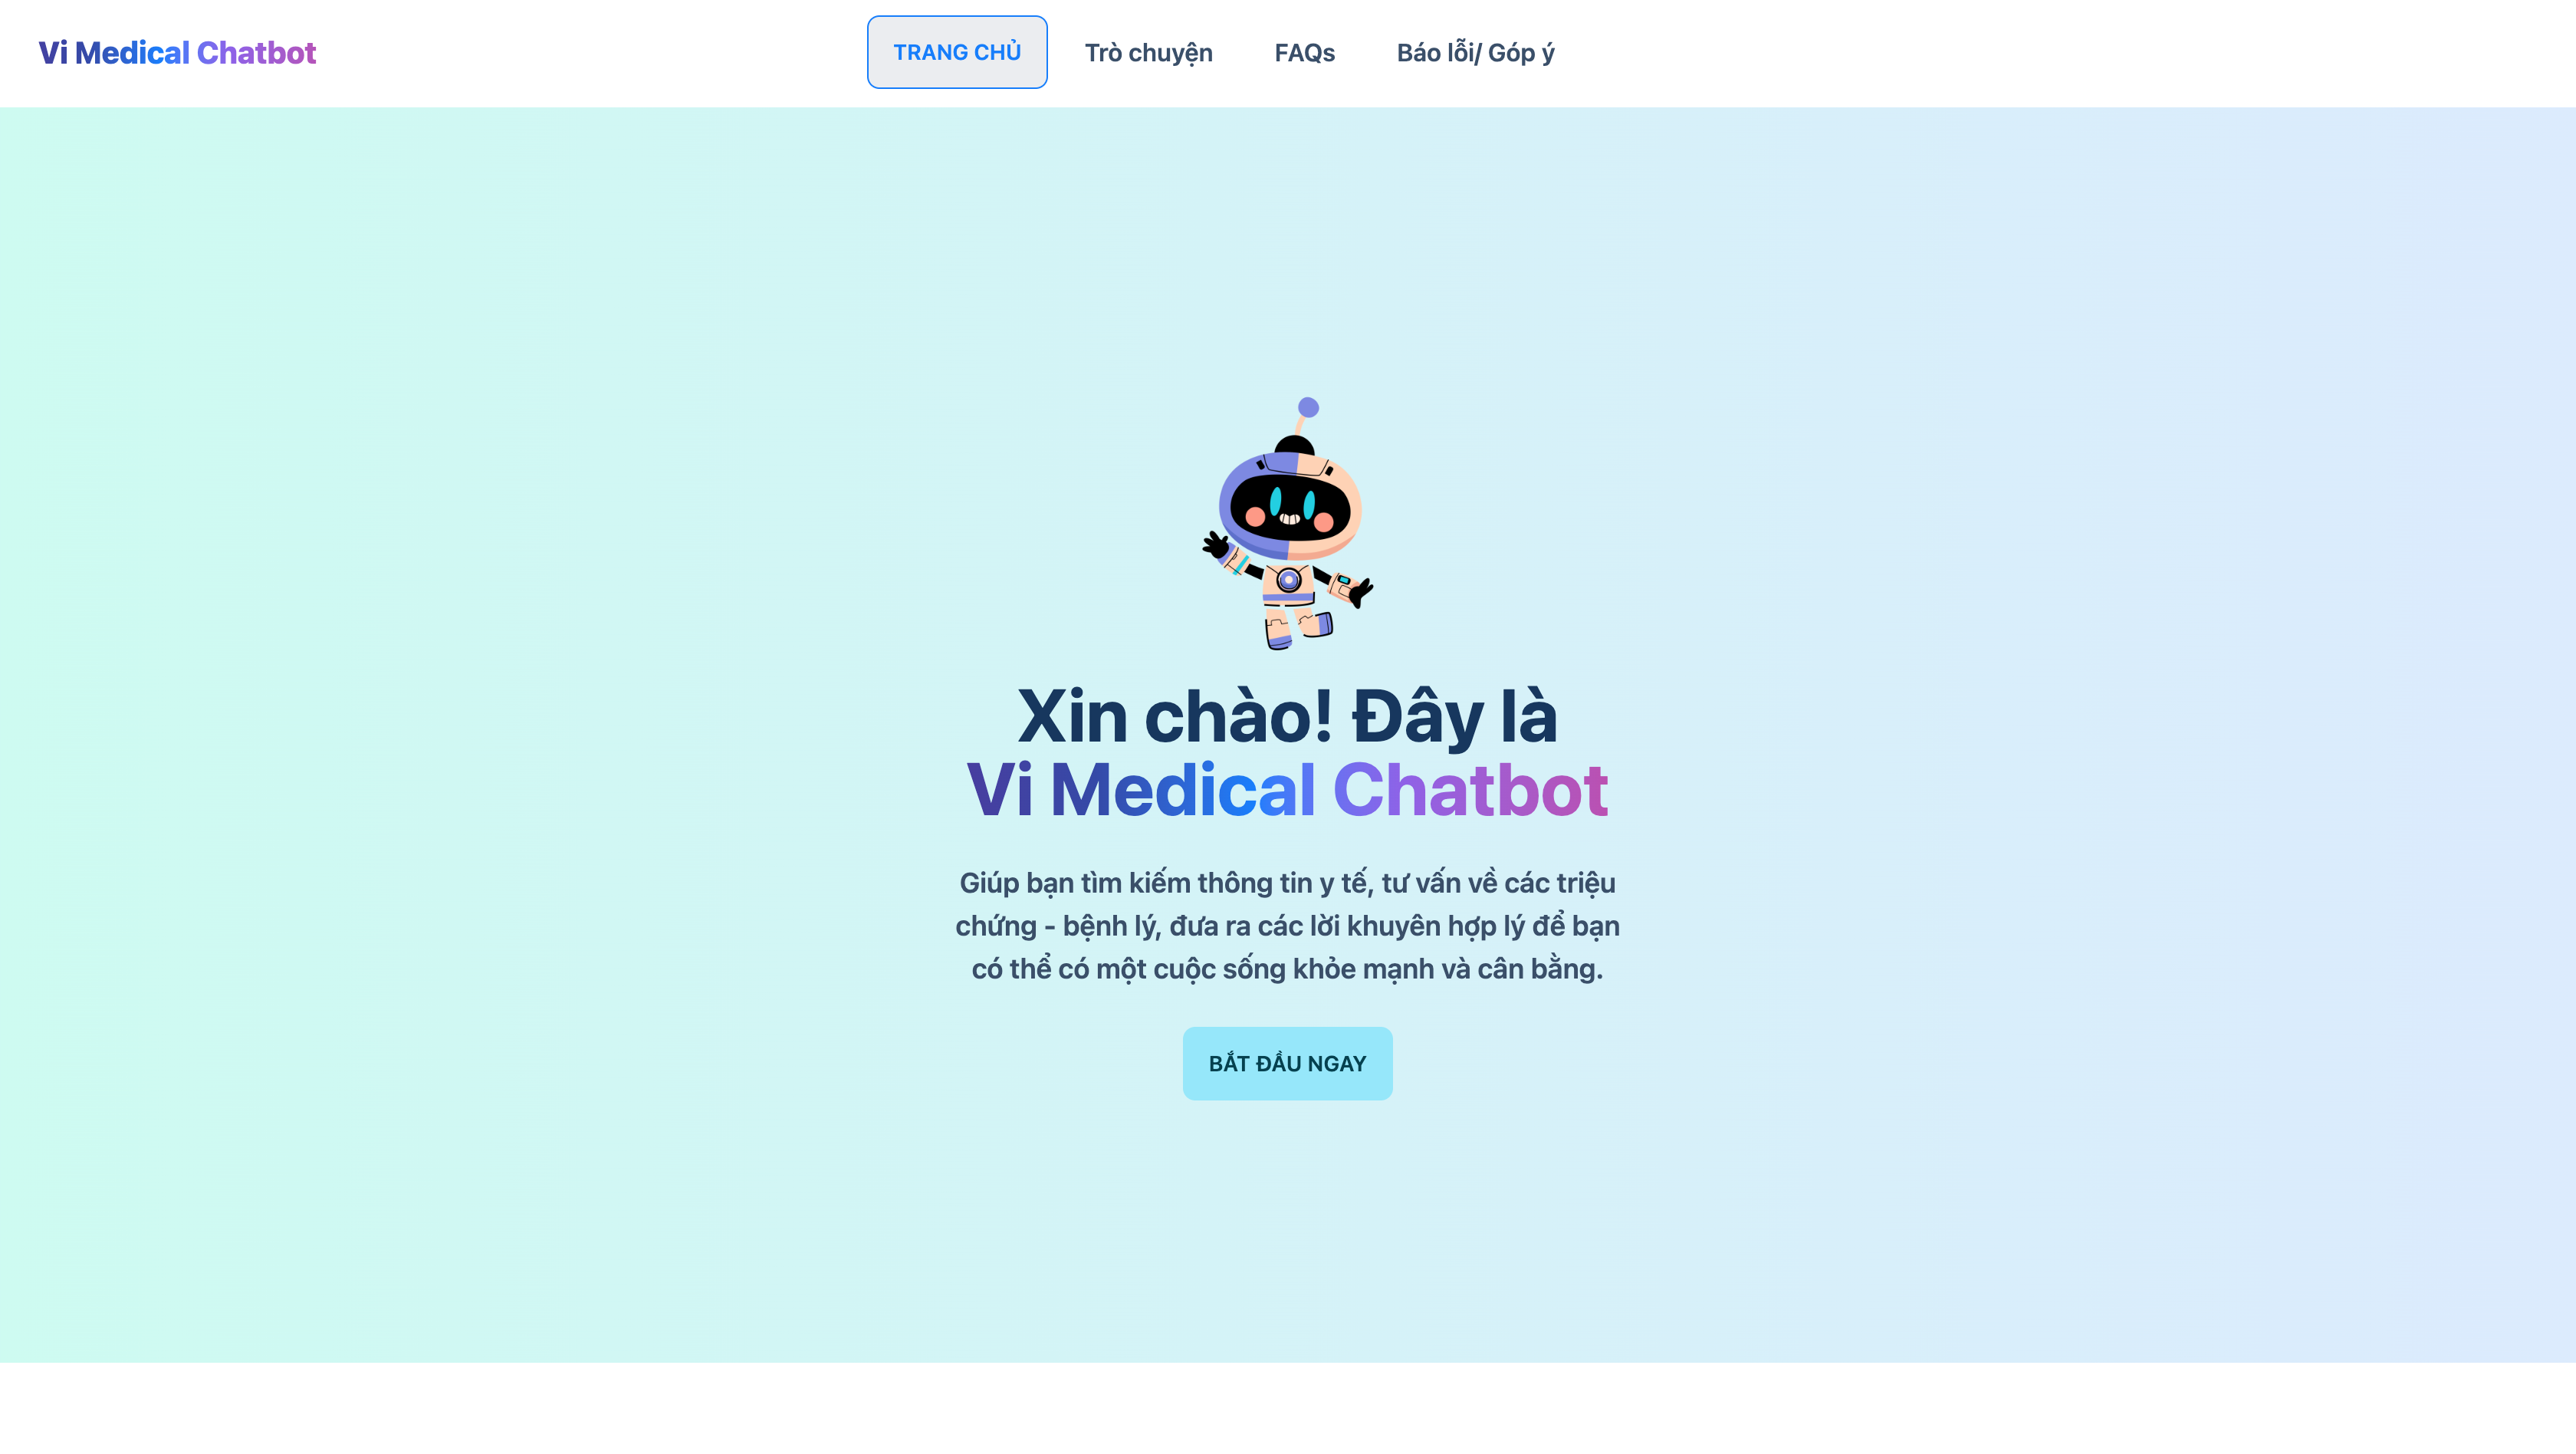 Vi Medical Chatbot
TRANG CHỦ
Trò chuyện
FAQs
Báo lỗi/ Góp ý
Xin chào! Đây là
Vi Medical Chatbot
Giúp bạn tìm kiếm thông tin y tế, tư vấn về các triệu
chứng - bệnh lý, đưa ra các lời khuyên hợp lý để bạn
có thể có một cuộc sống khỏe mạnh và cân bằng.
BẮT ĐẦU NGAY